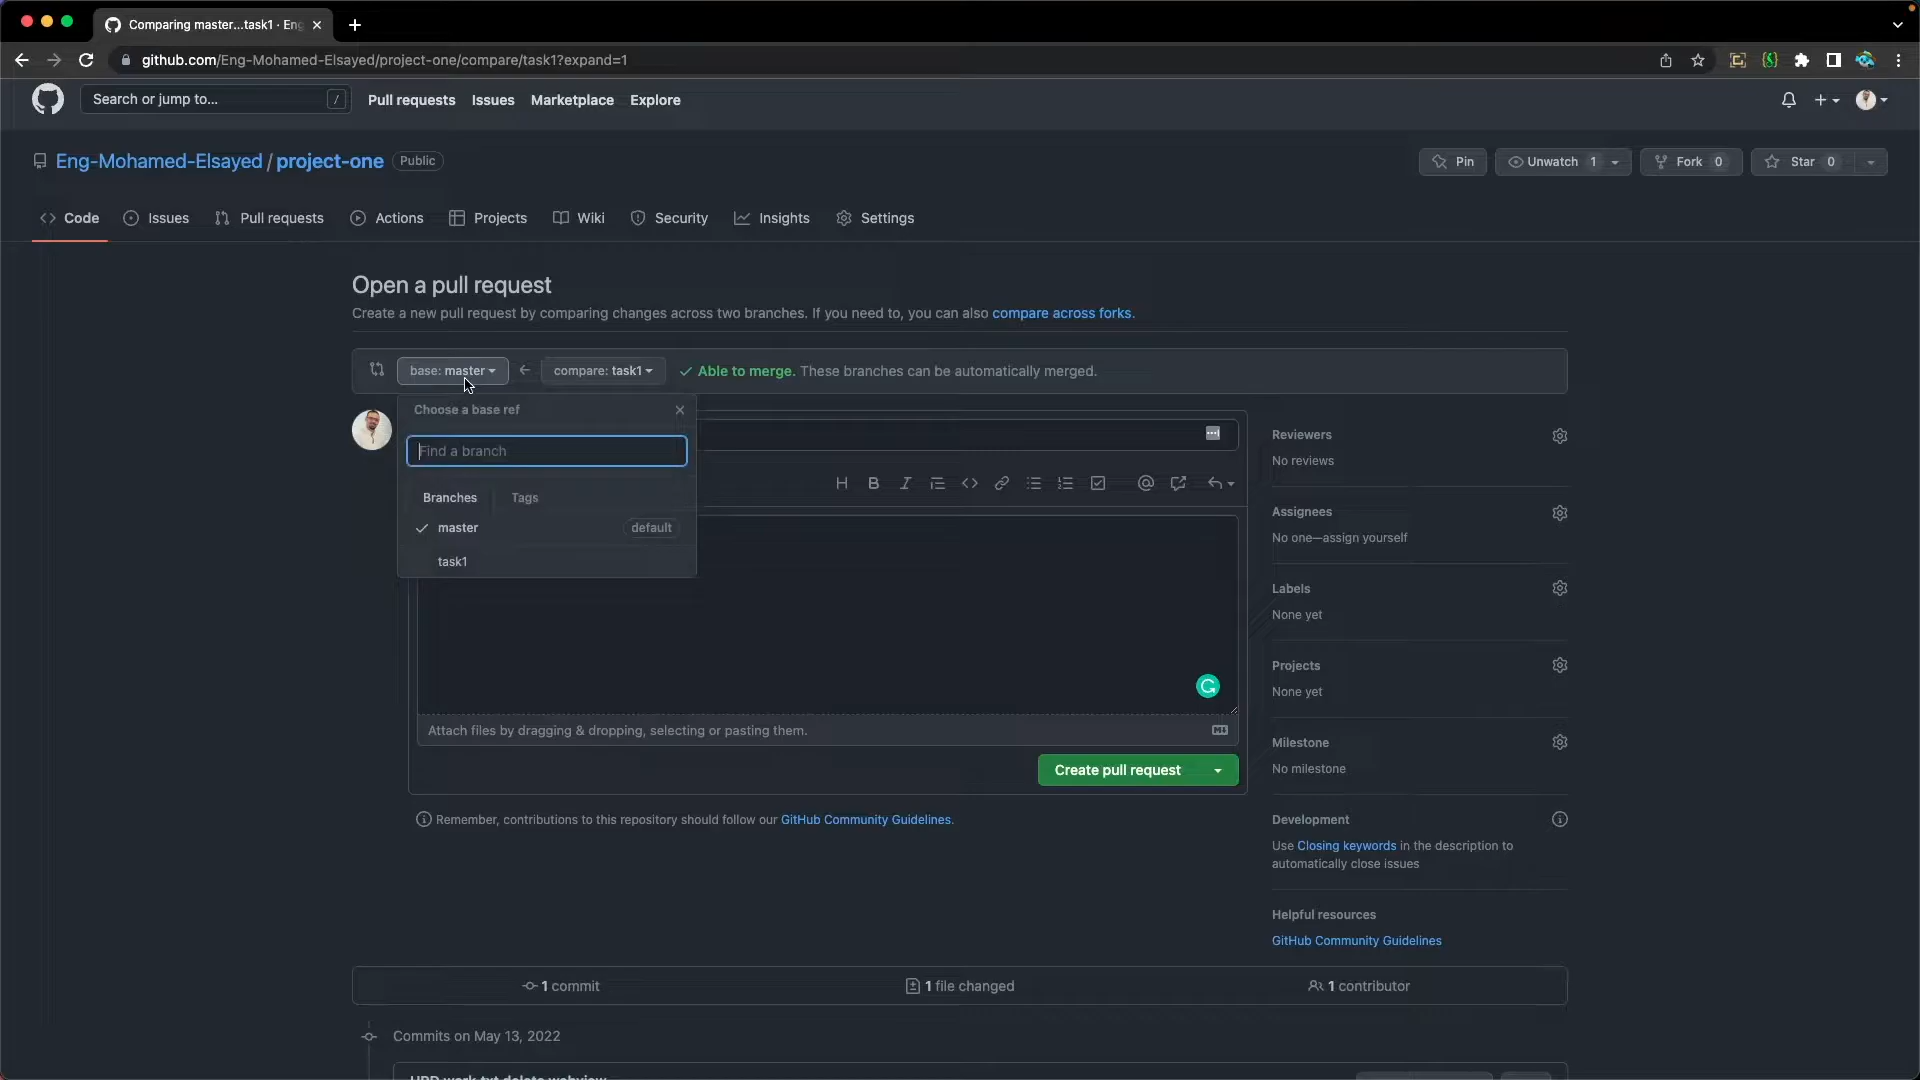 Comparing master...task1 · Eng
github.com/Eng-Mohamed-Elsayed/project-one/compare/task1?expand=1
Search or jump to... /
Pull requests Issues Marketplace Explore
Eng-Mohamed-Elsayed / project-one Public
Pin Unwatch 1 Fork 0 Star 0
Code Issues Pull requests Actions Projects Wiki Security Insights Settings
Open a pull request
Create a new pull request by comparing changes across two branches. If you need to, you can also compare across forks.
base: master compare: task1 Able to merge. These branches can be automatically merged.
Choose a base ref
Find a branch
Branches Tags
master default
task1
Attach files by dragging & dropping, selecting or pasting them.
Create pull request
Remember, contributions to this repository should follow our GitHub Community Guidelines.
Reviewers
No reviews
Assignees
No one—assign yourself
Labels
None yet
Projects
None yet
Milestone
No milestone
Development
Use Closing keywords in the description to
automatically close issues
Helpful resources
GitHub Community Guidelines
1 commit 1 file changed 1 contributor
Commits on May 13, 2022